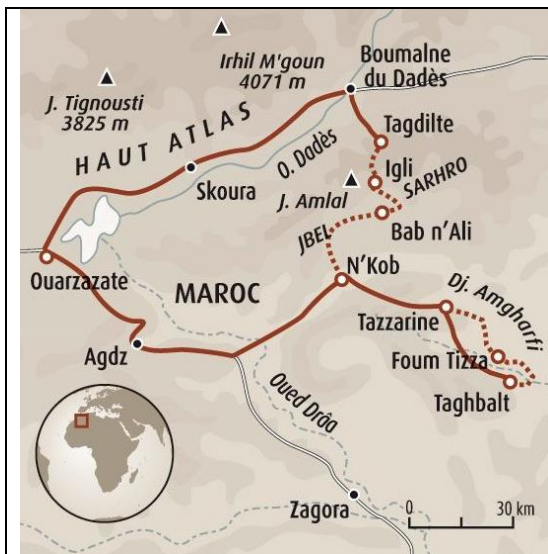 Irhil M'goun
4071 m
J. Tignousti
3825 m
Boumalne
du Dadès
HAUT ATLAS
O. Dadès
Tagdilte
Igli
SARHRO
Skoura
J. Amlal
JBEL
Bab n'Ali
Ouarzazate
MAROC
N'Kob
Dj. Amgharfi
Tazzarine
Agdz
Foum Tizza
Taghbalt
Oued Drâa
Zagora
0 30 km